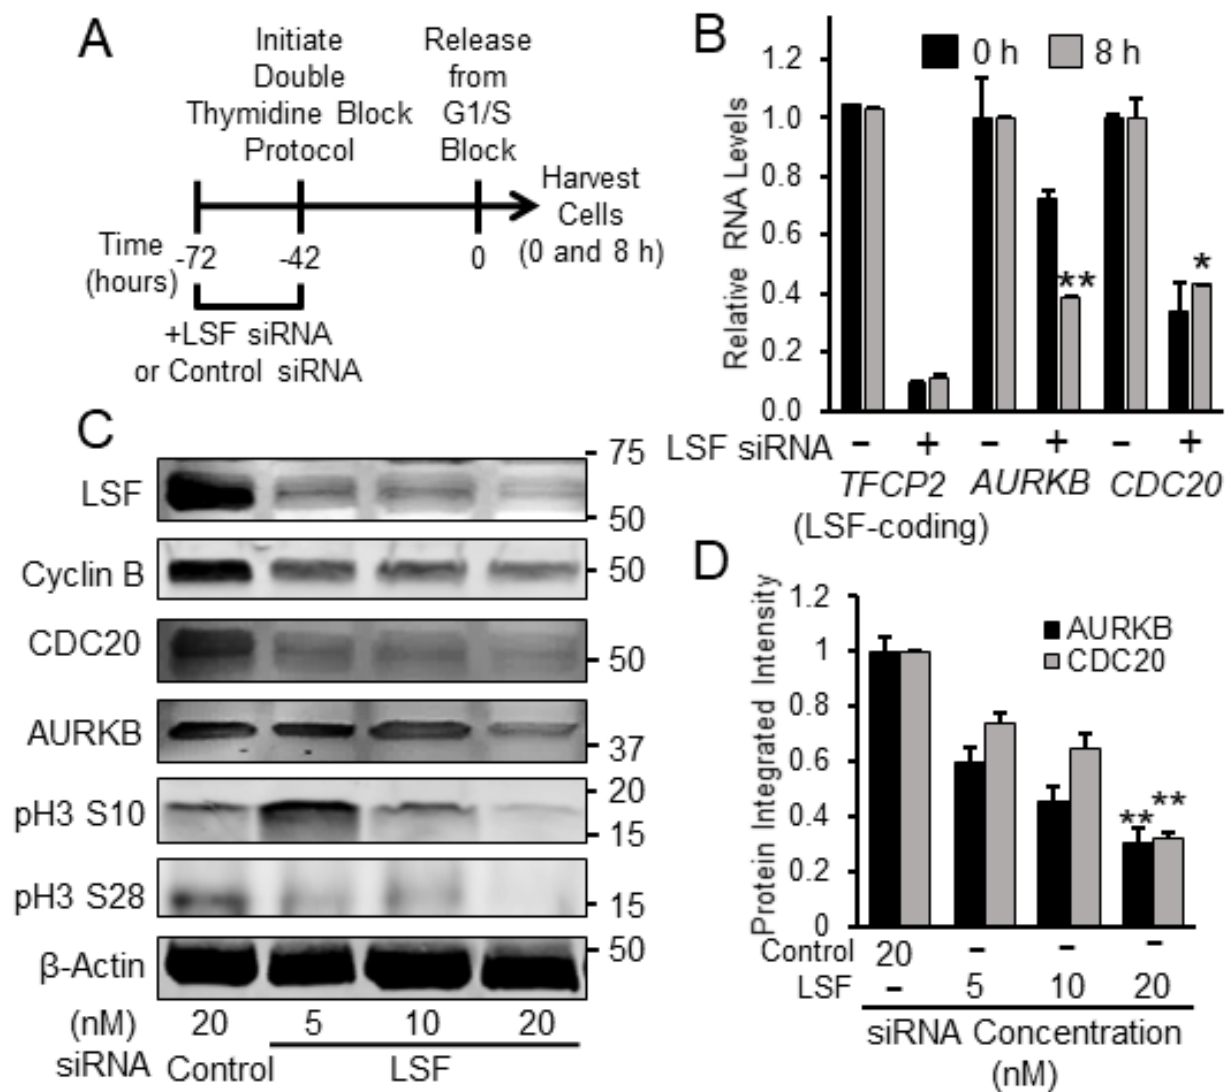 A
Initiate
Double
Thymidine Block
Protocol
Release
from
G1/S
Block
Harvest
Cells
(0 and 8 h)
Time
(hours)
-72
-42
0
+LSF siRNA
or Control siRNA
B
0 h
8 h
Relative RNA Levels
1.2
1.0
0.8
0.6
0.4
0.2
0.0
**
*
LSF siRNA
- + - + - +
TFCP2 AURKB CDC20
(LSF-coding)
C
LSF
75
50
Cyclin B
50
CDC20
50
AURKB
37
pH3 S10
20
15
pH3 S28
15
β-Actin
50
(nM) 20 5 10 20
siRNA Control LSF
D
Protein Integrated Intensity
1.2
1
0.8
0.6
0.4
0.2
0
AURKB
CDC20
** **
Control 20 - - -
LSF - 5 10 20
siRNA Concentration
(nM)